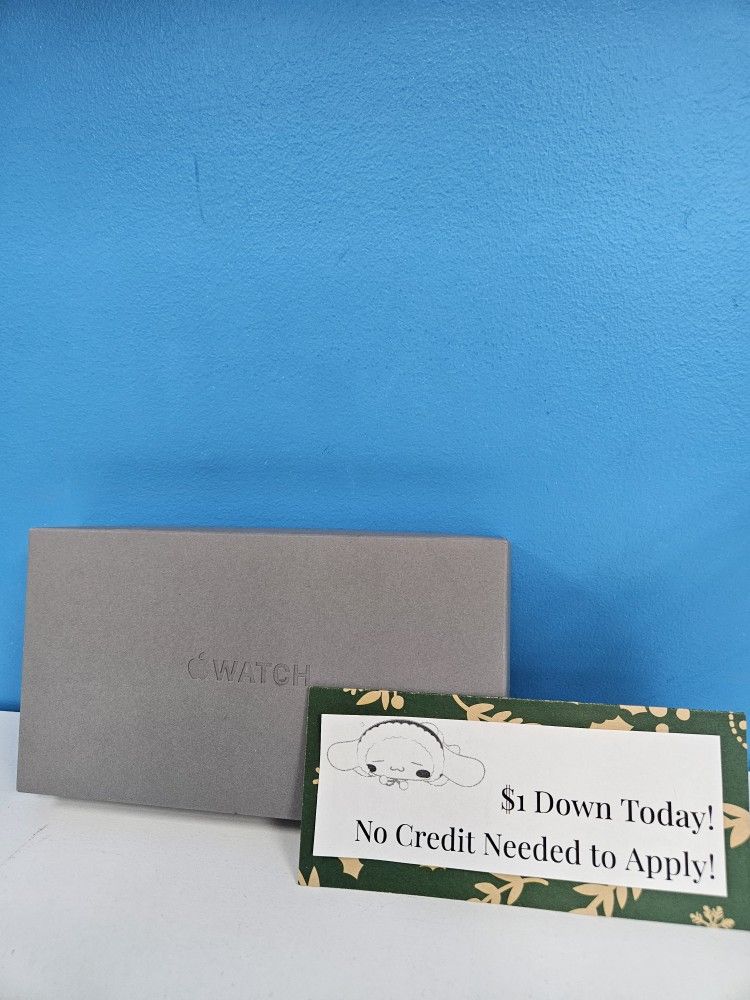 WATCH
$1 Down Today!
No Credit Needed to Apply!